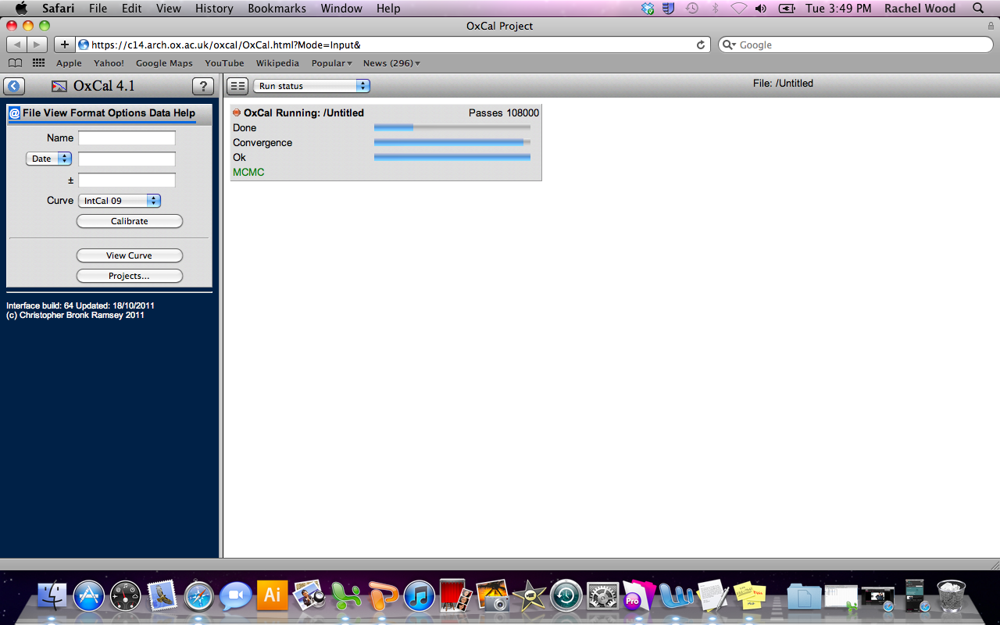 Safari File Edit View History Bookmarks Window Help Tue 3:49 PM Rachel Wood
OxCal Project
https://c14.arch.ox.ac.uk/oxcal/OxCal.html?Mode=Input& Google
Apple Yahoo! Google Maps YouTube Wikipedia Popular News (296)
OxCal 4.1 ? Run status File: /Untitled
@ File View Format Options Data Help
Name
Date
±
Curve IntCal 09
Calibrate
View Curve
Projects...
Interface build: 64 Updated: 18/10/2011
(c) Christopher Bronk Ramsey 2011
OxCal Running: /Untitled Passes 108000
Done
Convergence
Ok
MCMC
Ai
Pro